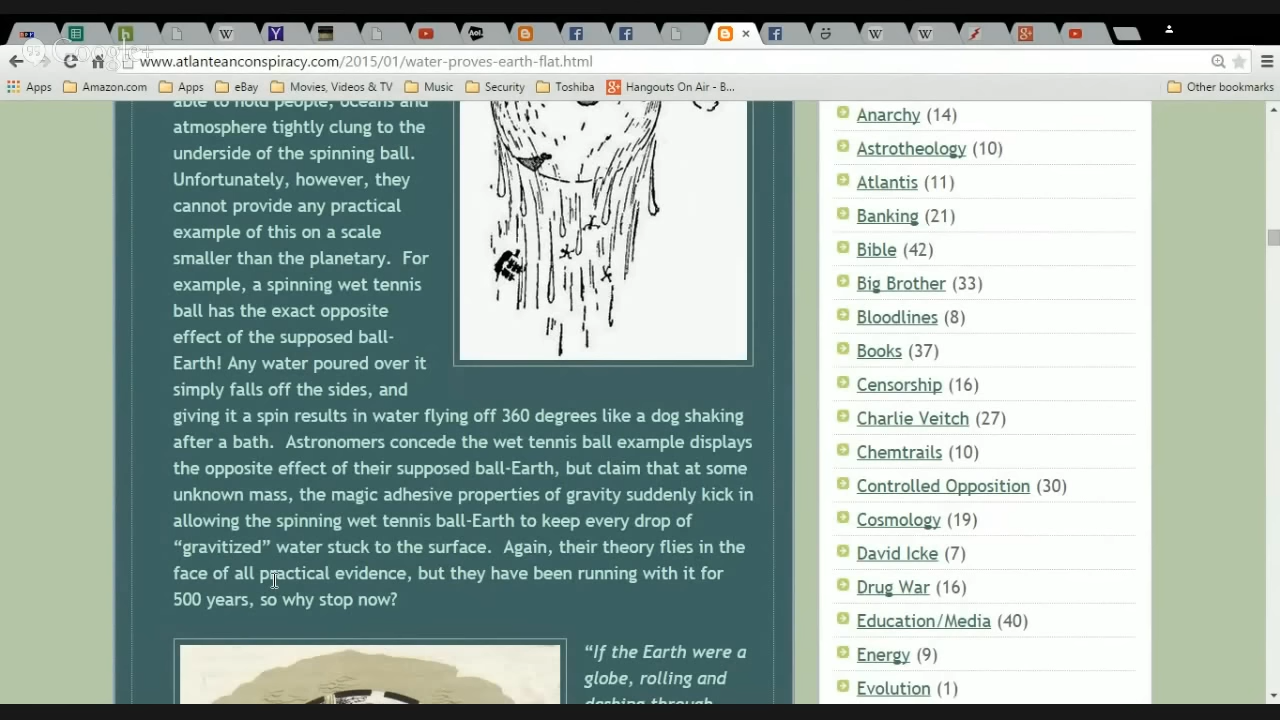 Google+
www.atlanteanconspiracy.com/2015/01/water-proves-earth-flat.html
Apps Amazon.com Apps eBay Movies, Videos & TV Music Security Toshiba Hangouts On Air - B... Other bookmarks
able to hold people, oceans and
atmosphere tightly clung to the
underside of the spinning ball.
Unfortunately, however, they
cannot provide any practical
example of this on a scale
smaller than the planetary. For
example, a spinning wet tennis
ball has the exact opposite
effect of the supposed ball-
Earth! Any water poured over it
simply falls off the sides, and
giving it a spin results in water flying off 360 degrees like a dog shaking
after a bath. Astronomers concede the wet tennis ball example displays
the opposite effect of their supposed ball-Earth, but claim that at some
unknown mass, the magic adhesive properties of gravity suddenly kick in
allowing the spinning wet tennis ball-Earth to keep every drop of
“gravitized” water stuck to the surface. Again, their theory flies in the
face of all practical evidence, but they have been running with it for
500 years, so why stop now?
“If the Earth were a
globe, rolling and
dashing through
Anarchy (14)
Astrotheology (10)
Atlantis (11)
Banking (21)
Bible (42)
Big Brother (33)
Bloodlines (8)
Books (37)
Censorship (16)
Charlie Veitch (27)
Chemtrails (10)
Controlled Opposition (30)
Cosmology (19)
David Icke (7)
Drug War (16)
Education/Media (40)
Energy (9)
Evolution (1)